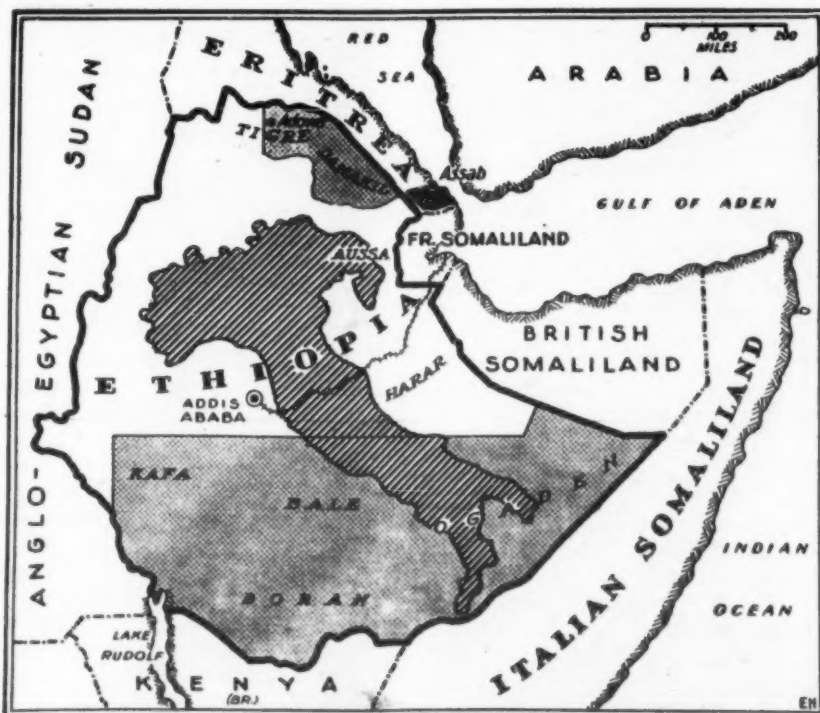 0 100 200
MILES
RED
SEA
ARABIA
ERITREA
ANGLO-EGYPTIAN SUDAN
TIGRE
DANAKIL
Assab
GULF OF ADEN
FR. SOMALILAND
AUSSA
BRITISH
SOMALILAND
ETHIOPIA
HARAR
ADDIS
ABABA
KAFA
BALE
OGADEN
BORAN
ITALIAN SOMALILAND
INDIAN
OCEAN
LAKE
RUDOLF
KENYA
(BR.)
EN